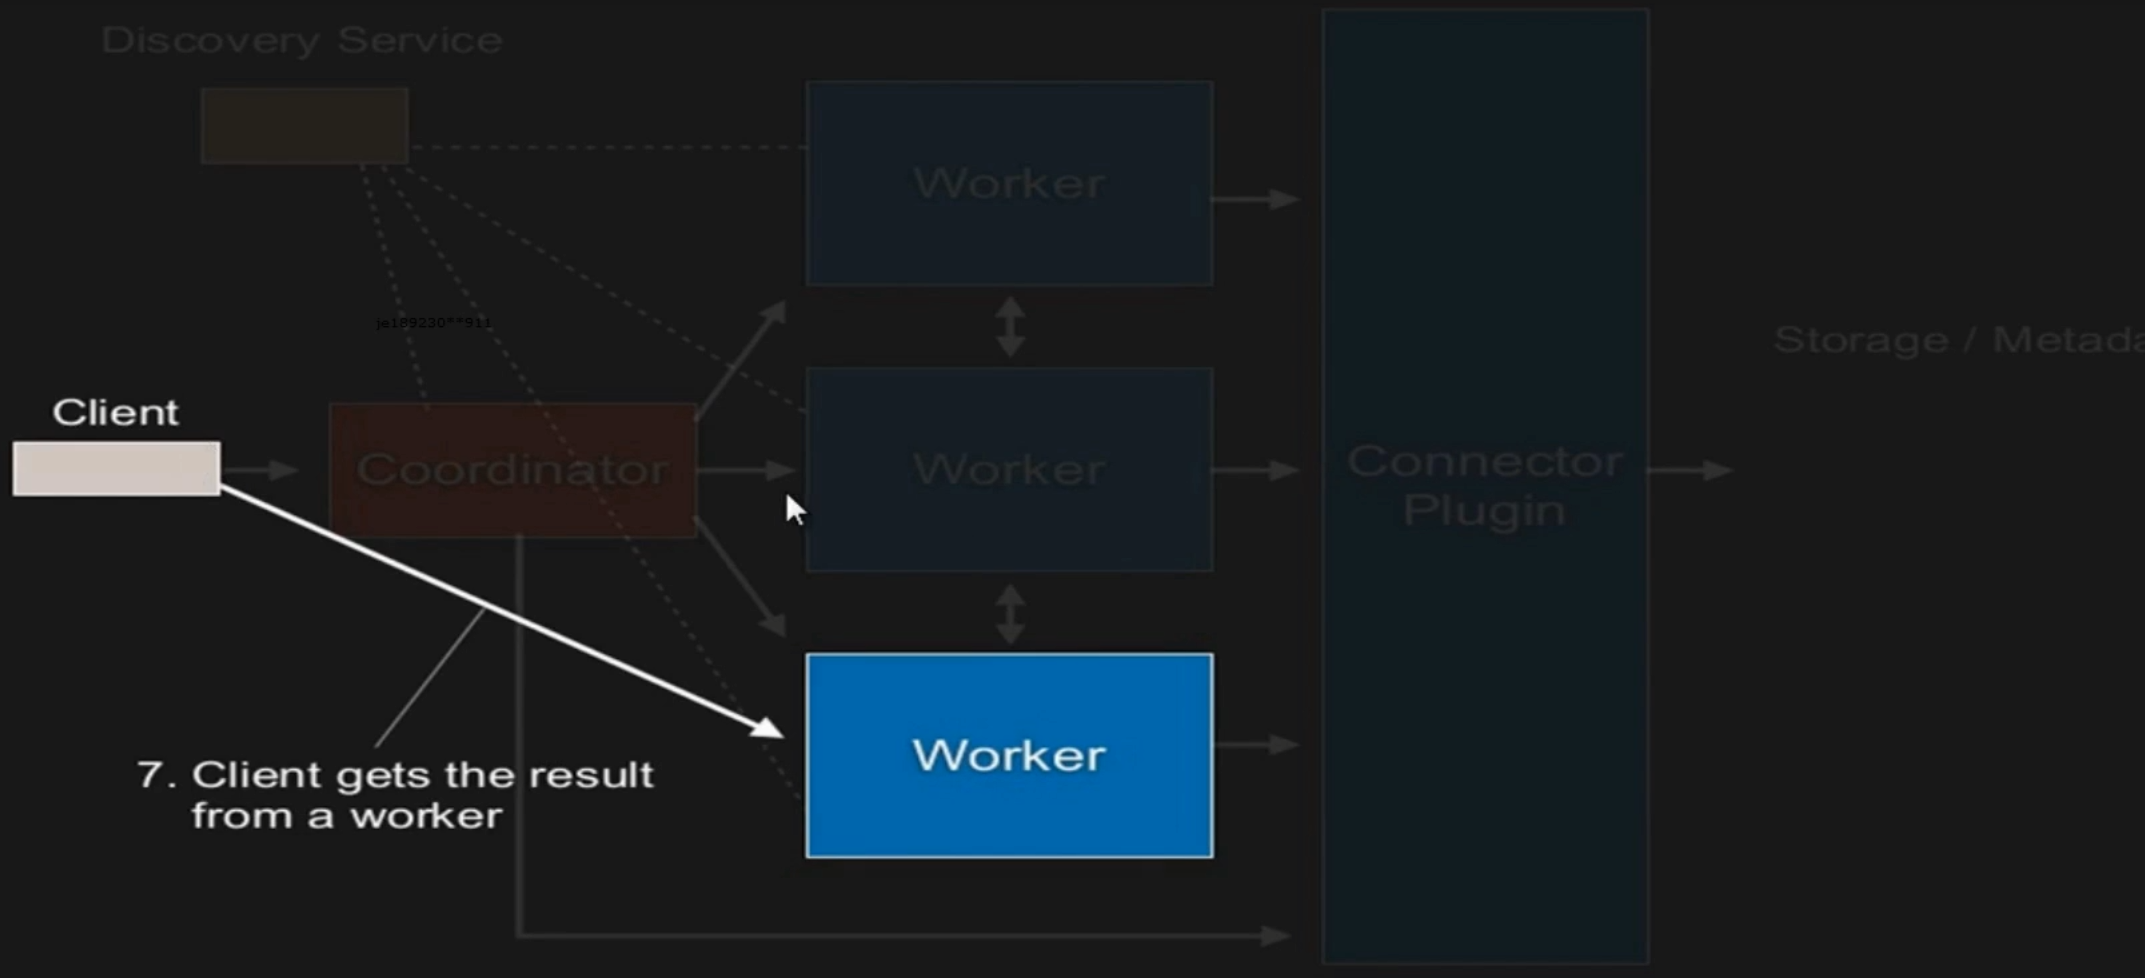 Discovery Service
Worker
je189230**911
Storage / Metada
Client
Coordinator
Worker
Connector
Plugin
Worker
7. Client gets the result
from a worker